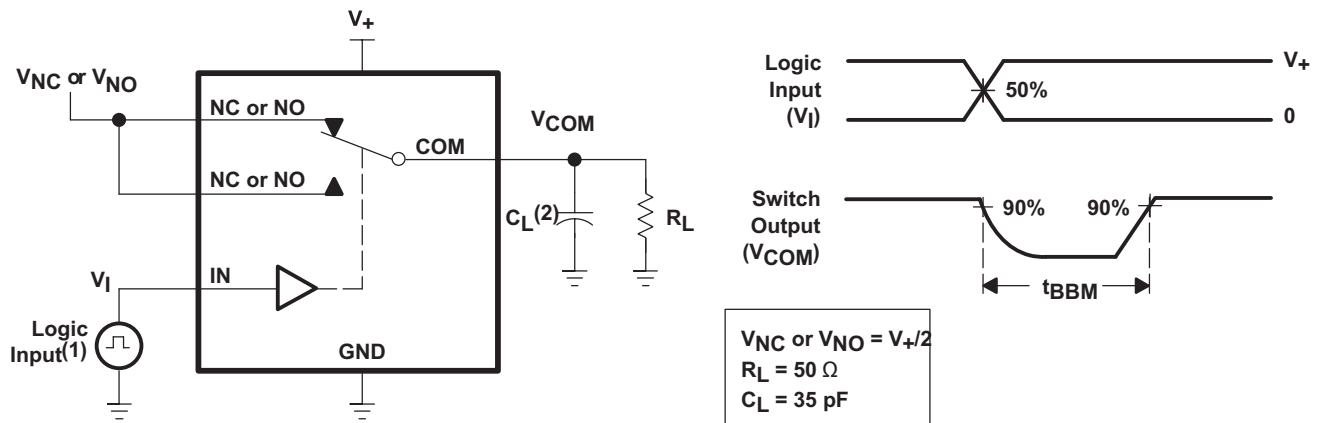 V+
VNC or VNO
NC or NO
VCOM
COM
NC or NO
CL(2)
RL
VI
IN
Logic
Input(1)
GND
Logic
Input
(VI)
50%
V+
0
Switch
Output
(VCOM)
90%
90%
tBBM
VNC or VNO = V+/2
RL = 50 Ω
CL = 35 pF